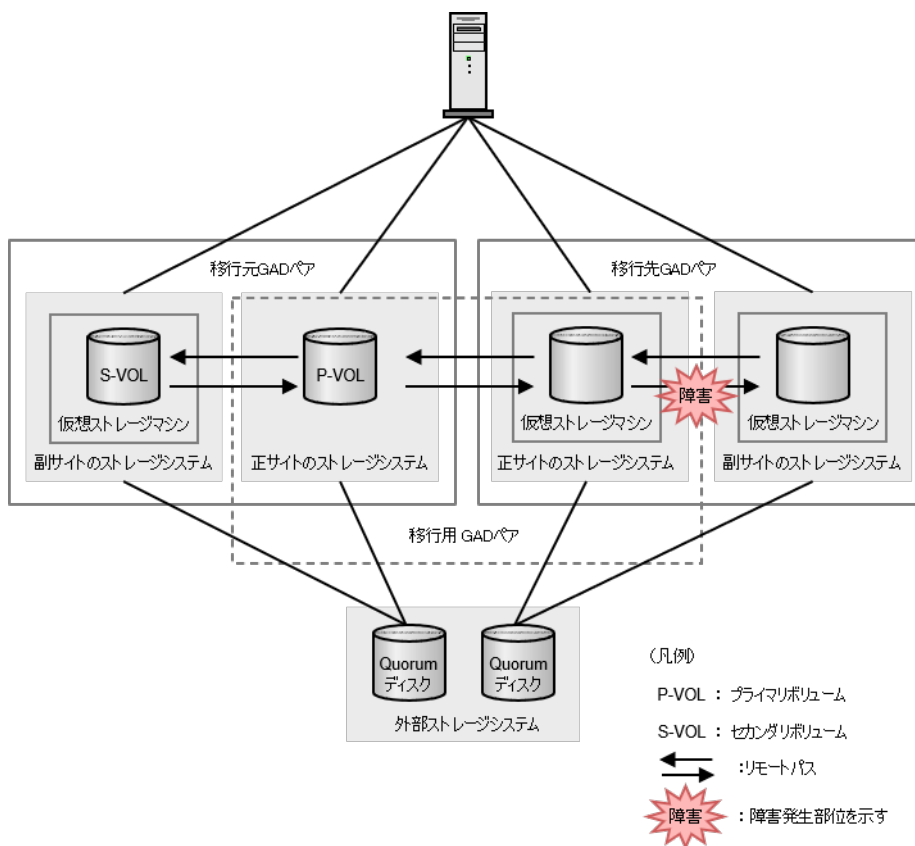 移行元GADペア
移行先GADペア
S-VOL
P-VOL
障害
仮想ストレージマシン
仮想ストレージマシン
仮想ストレージマシン
副サイトのストレージシステム
正サイトのストレージシステム
正サイトのストレージシステム
副サイトのストレージシステム
移行用 GADペア
Quorum
ディスク
Quorum
ディスク
外部ストレージシステム
(凡例)
P-VOL : プライマリボリューム
S-VOL : セカンダリボリューム
:リモートパス
障害 : 障害発生部位を示す